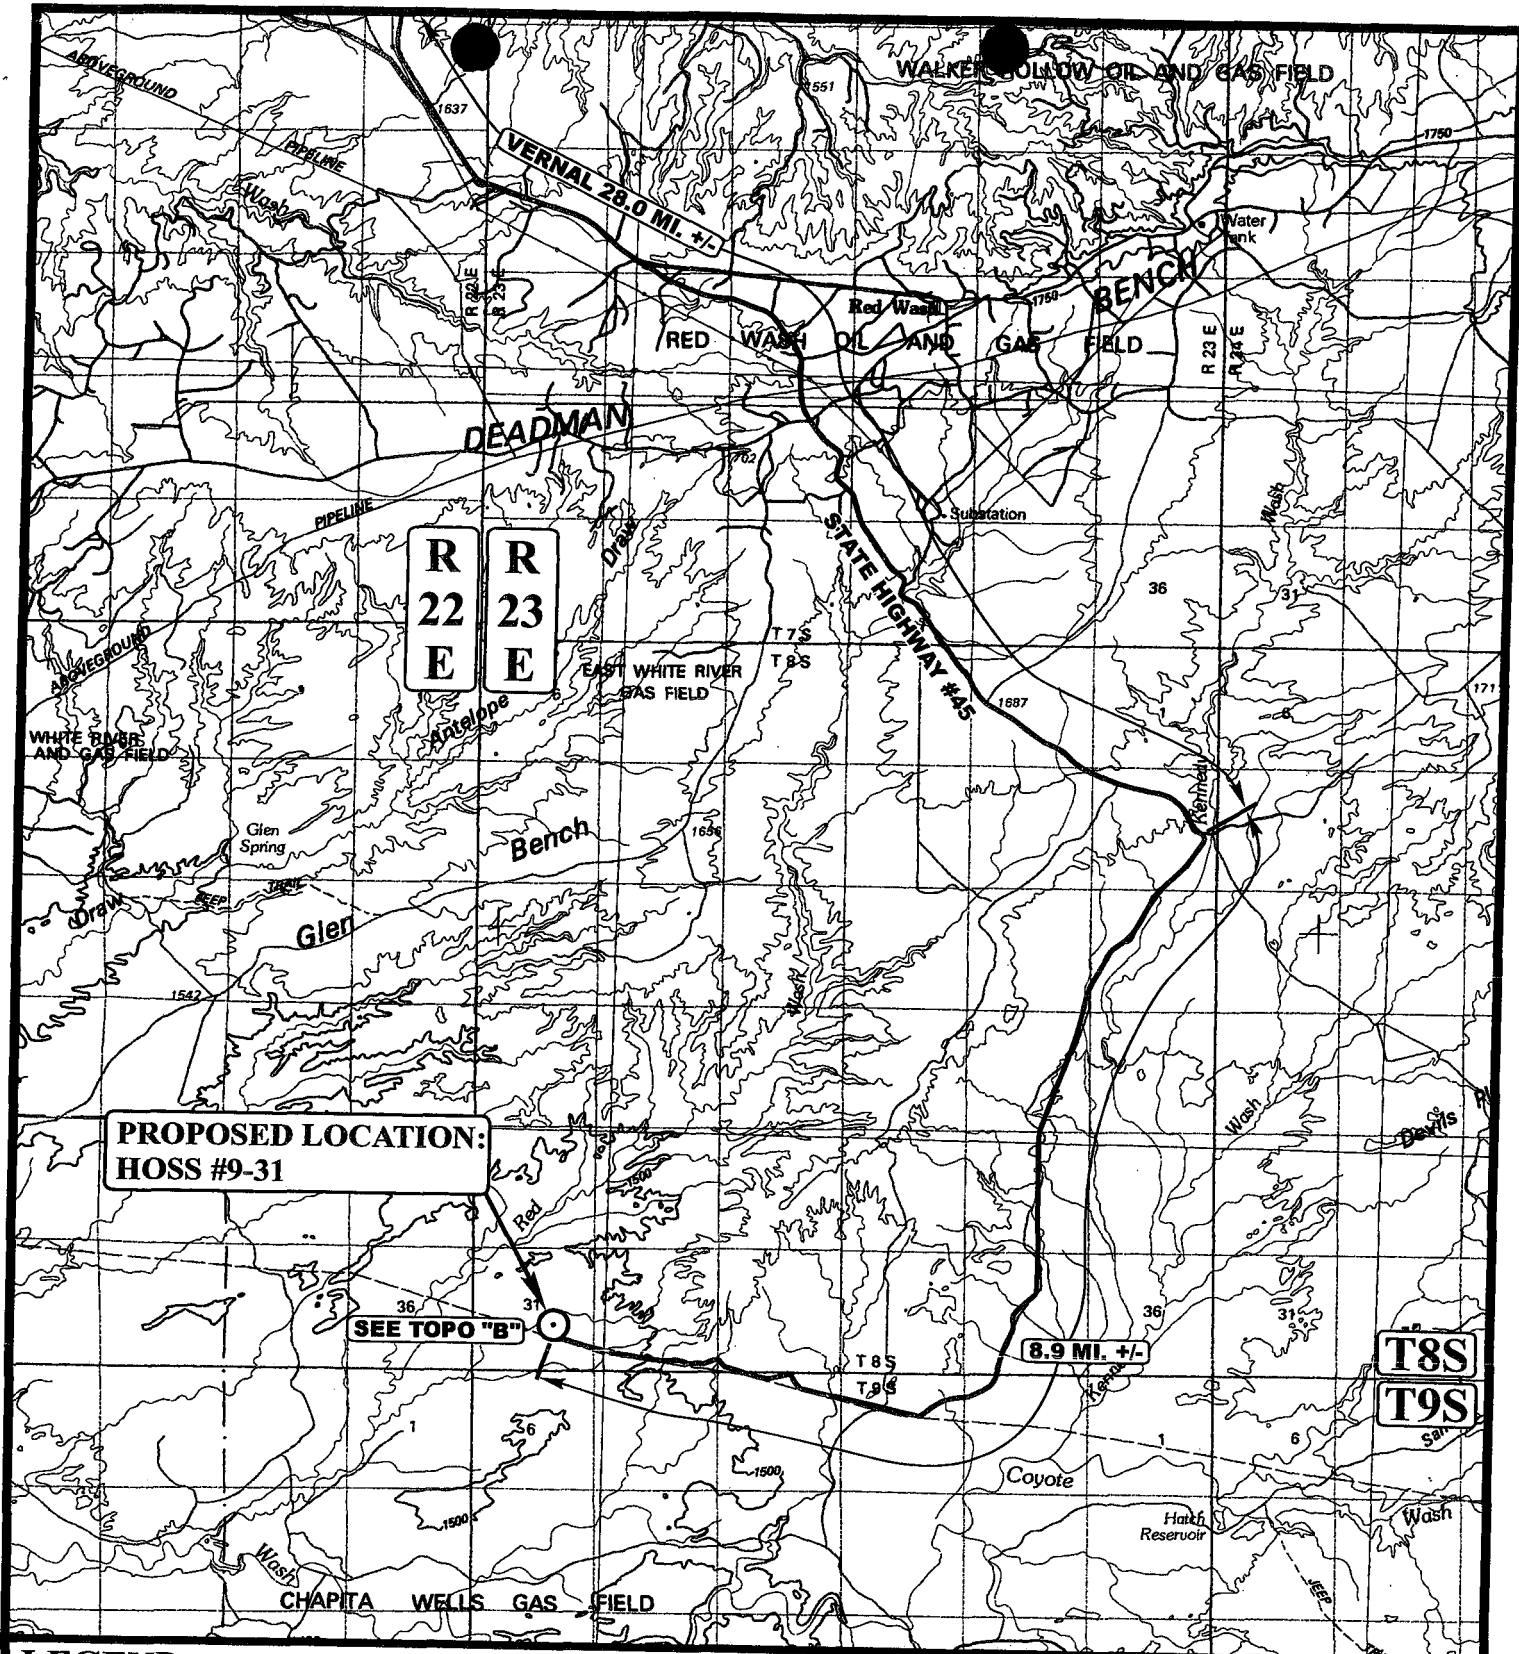 ABOVEGROUND
WALKER HOLLOW OIL AND GAS FIELD
1637
1551
1750
PIPELINE
VERNAL 28.0 MI. +/-
Wash
Water
R 22 E
R 23 E
1750
BENCH
Red Wash
RED WASH OIL AND GAS FIELD
R 23 E
R 24 E
DEADMAN
PIPELINE
Substation
Wash
Draw
R
22
E
R
23
E
STATE HIGHWAY #45
36
31
ABOVEGROUND
T 7 S
T 8 S
EAST WHITE RIVER
GAS FIELD
6
1687
171
Antelope
6
WHITE RIVER
AND GAS FIELD
Kennedy
Glen
Spring
Bench
TRAIL
JEEP
Draw
Glen
1542
Wash
PROPOSED LOCATION:
HOSS #9-31
Wash
Devils
1500
Red
36
31
SEE TOPO "B"
36
31
8.9 MI. +/-
T8S
T9S
T 8 S
T 9 S
1
6
1
6
Coyote
1500
1500
Hatch
Reservoir
Wash
Wash
JEEP
CHAPITA WELLS GAS FIELD